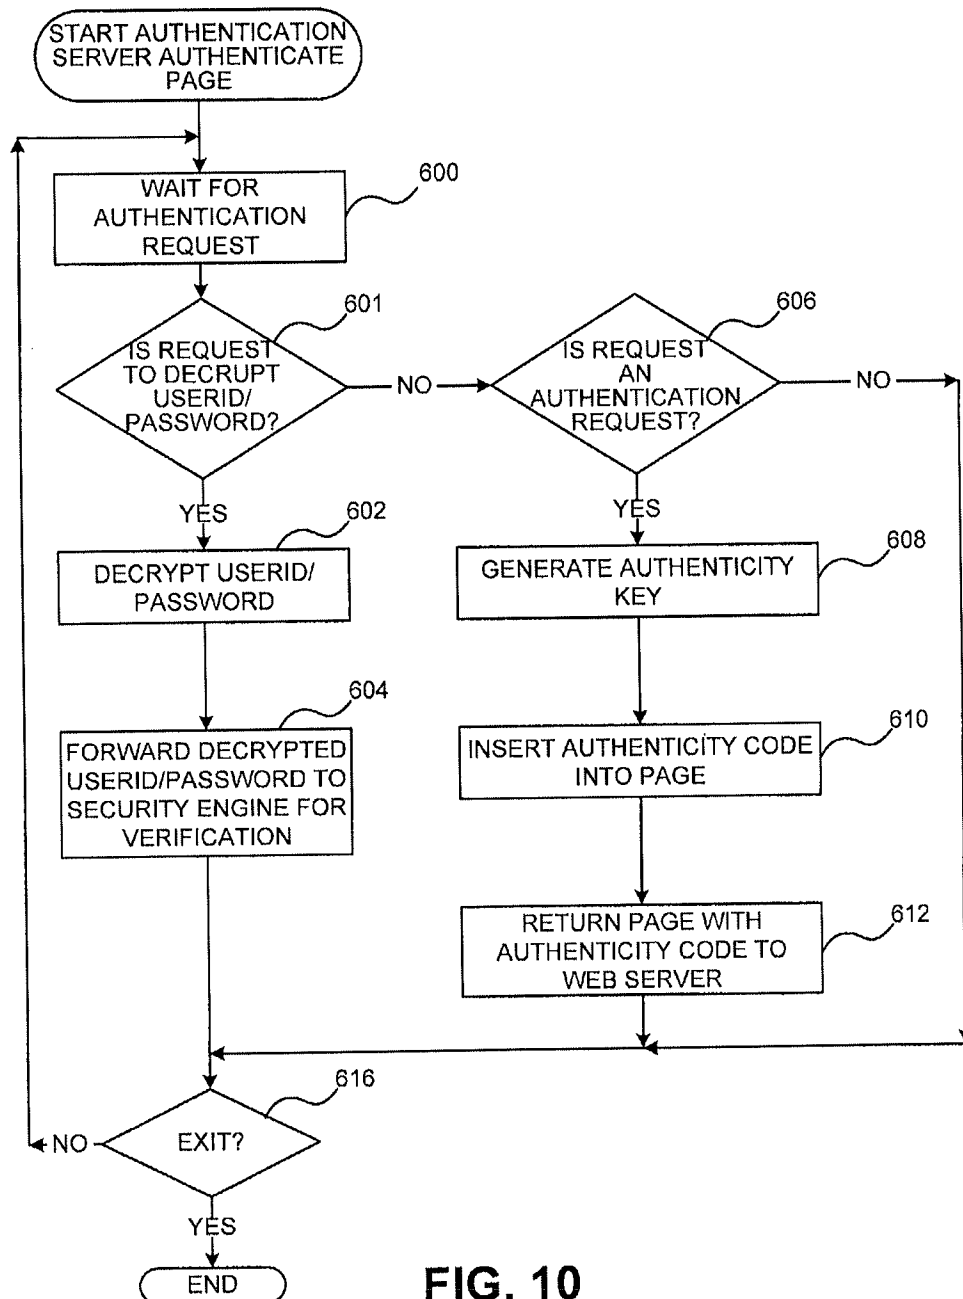 START AUTHENTICATION
SERVER AUTHENTICATE
PAGE
WAIT FOR
AUTHENTICATION
REQUEST
600
IS REQUEST
TO DECRUPT
USERID/
PASSWORD?
601
NO
IS REQUEST
AN
AUTHENTICATION
REQUEST?
606
NO
YES
602
DECRYPT USERID/
PASSWORD
YES
GENERATE AUTHENTICITY
KEY
608
604
FORWARD DECRYPTED
USERID/PASSWORD TO
SECURITY ENGINE FOR
VERIFICATION
INSERT AUTHENTICITY CODE
INTO PAGE
610
RETURN PAGE WITH
AUTHENTICITY CODE TO
WEB SERVER
612
616
EXIT?
NO
YES
END
FIG. 10